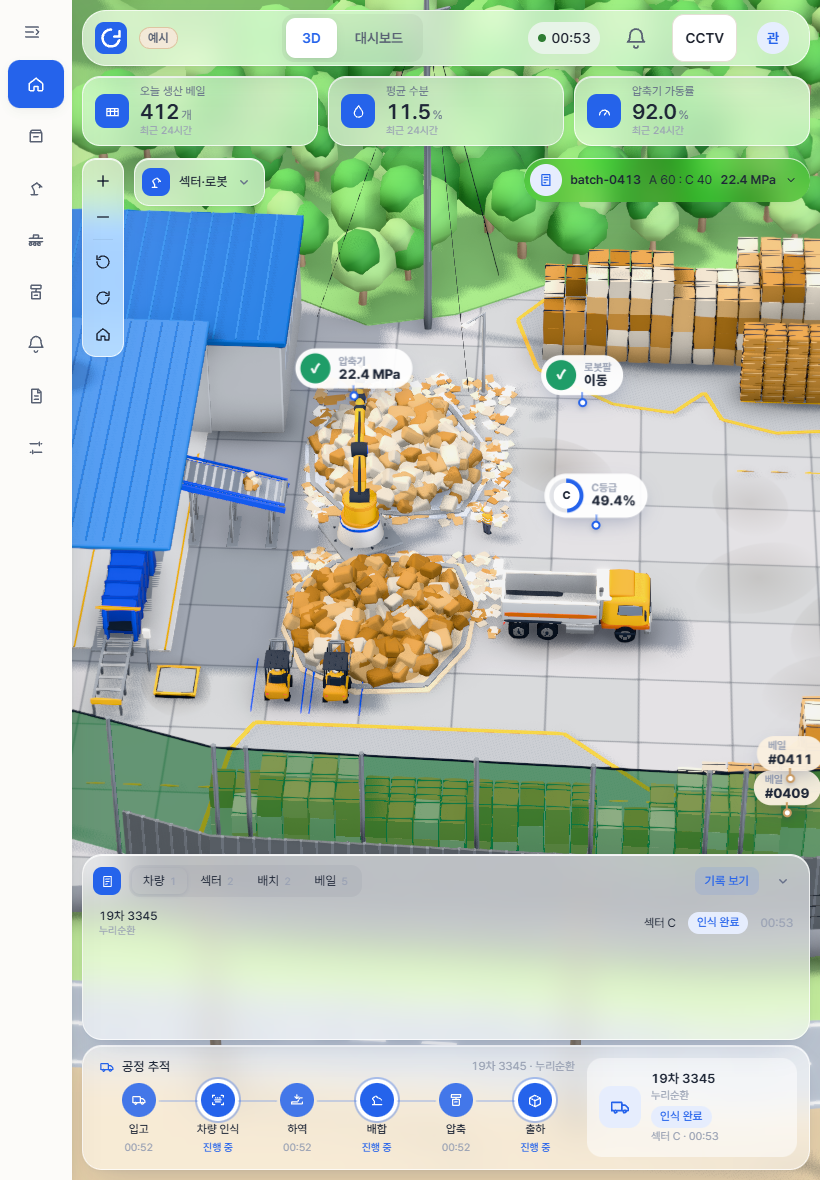 예시
3D
대시보드
00:53
CCTV
관
오늘 생산 베일
412개
최근 24시간
평균 수분
11.5%
최근 24시간
압축기 가동률
92.0%
최근 24시간
섹터·로봇
batch-0413 A 60 : C 40 22.4 MPa
압축기
22.4 MPa
로봇팔
이동
C
C등급
49.4%
베일
#0411
베일
#0409
차량 1
섹터 2
배치 2
베일 5
기록 보기
19차 3345
누리순환
섹터 C
인식 완료
00:53
공정 추적
19차 3345 · 누리순환
입고
00:52
차량 인식
진행 중
하역
00:52
배합
진행 중
압축
00:52
출하
진행 중
19차 3345
누리순환
인식 완료
섹터 C · 00:53